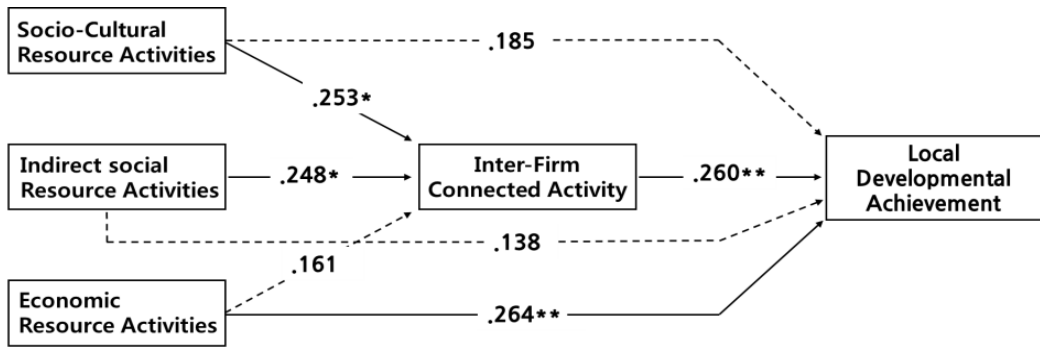 Socio-Cultural
Resource Activities
.185
.253*
Indirect social
Resource Activities
.248*
Inter-Firm
Connected Activity
.260**
Local
Developmental
Achievement
.138
.161
Economic
Resource Activities
.264**